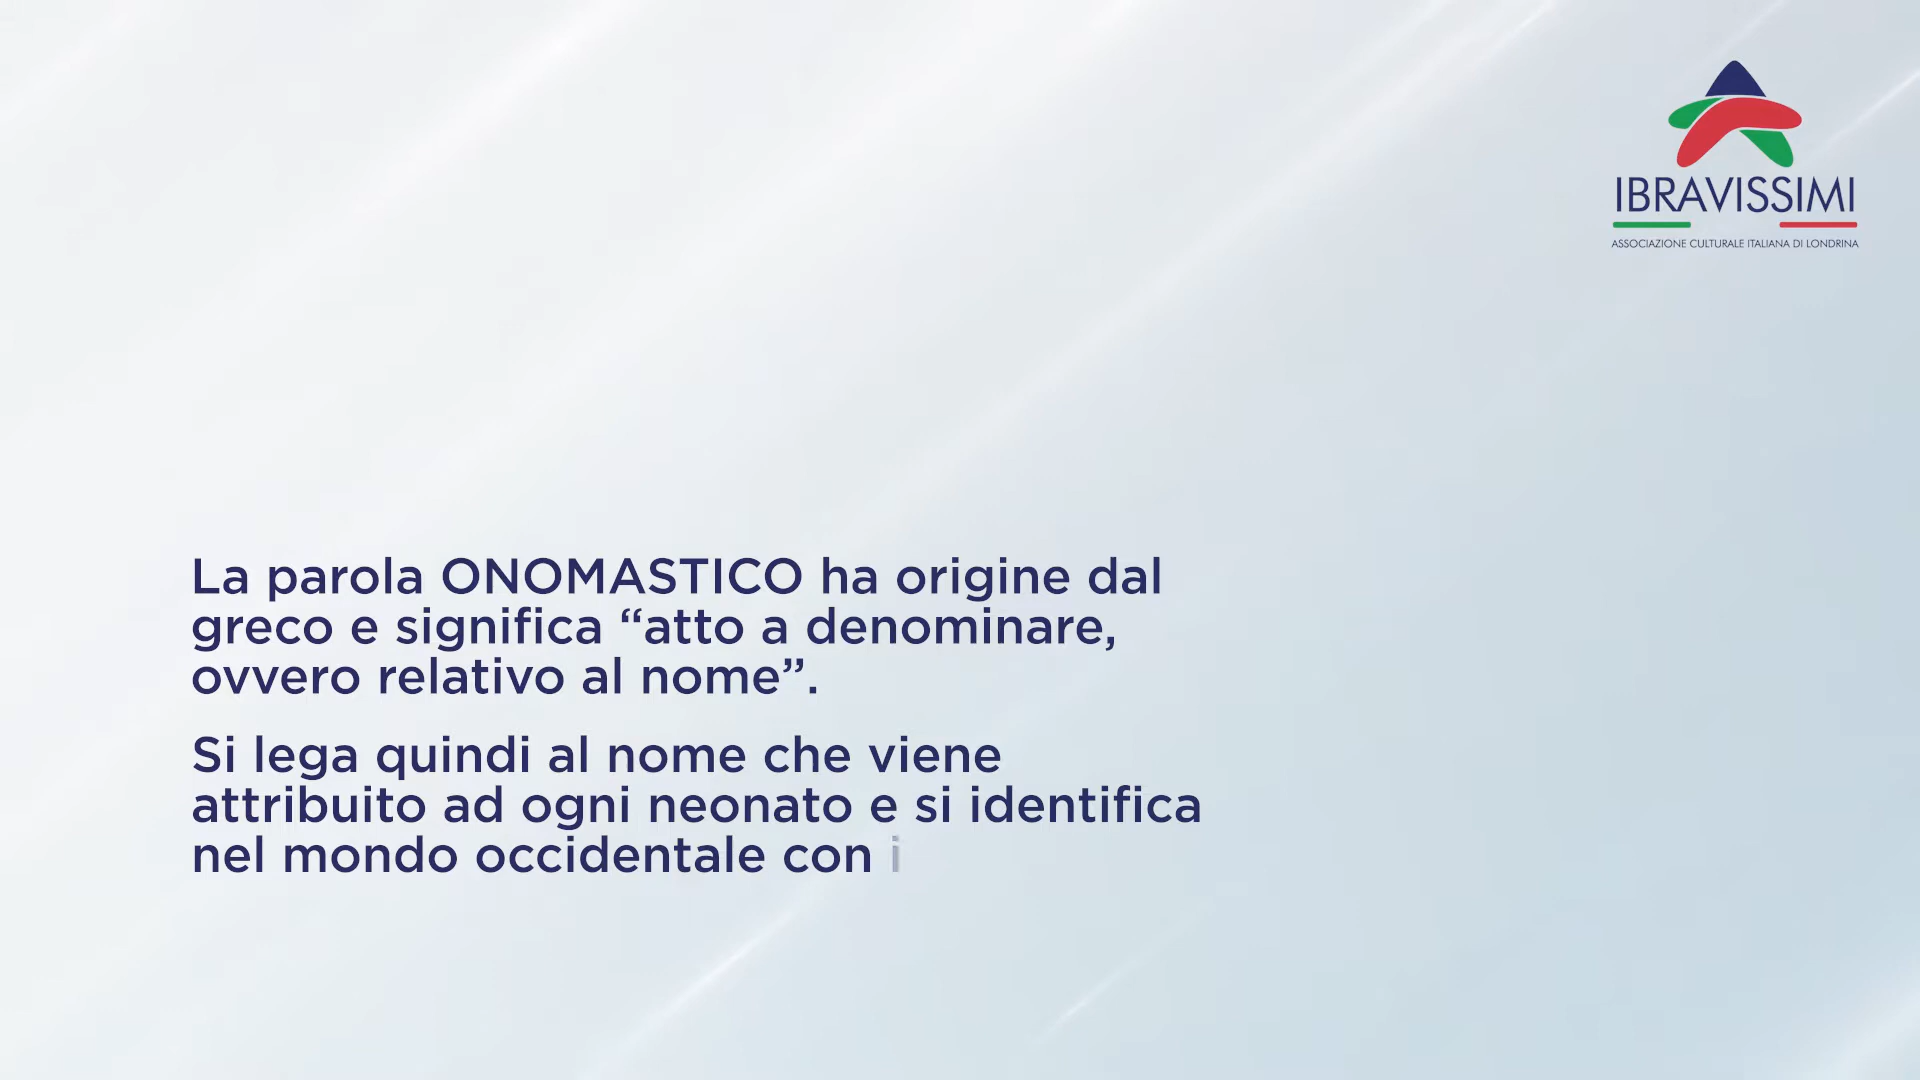 IBRAVISSIMI
ASSOCIAZIONE CULTURALE ITALIANA DI LONDRINA
La parola ONOMASTICO ha origine dal
greco e significa “atto a denominare,
ovvero relativo al nome”.
Si lega quindi al nome che viene
attribuito ad ogni neonato e si identifica
nel mondo occidentale con i